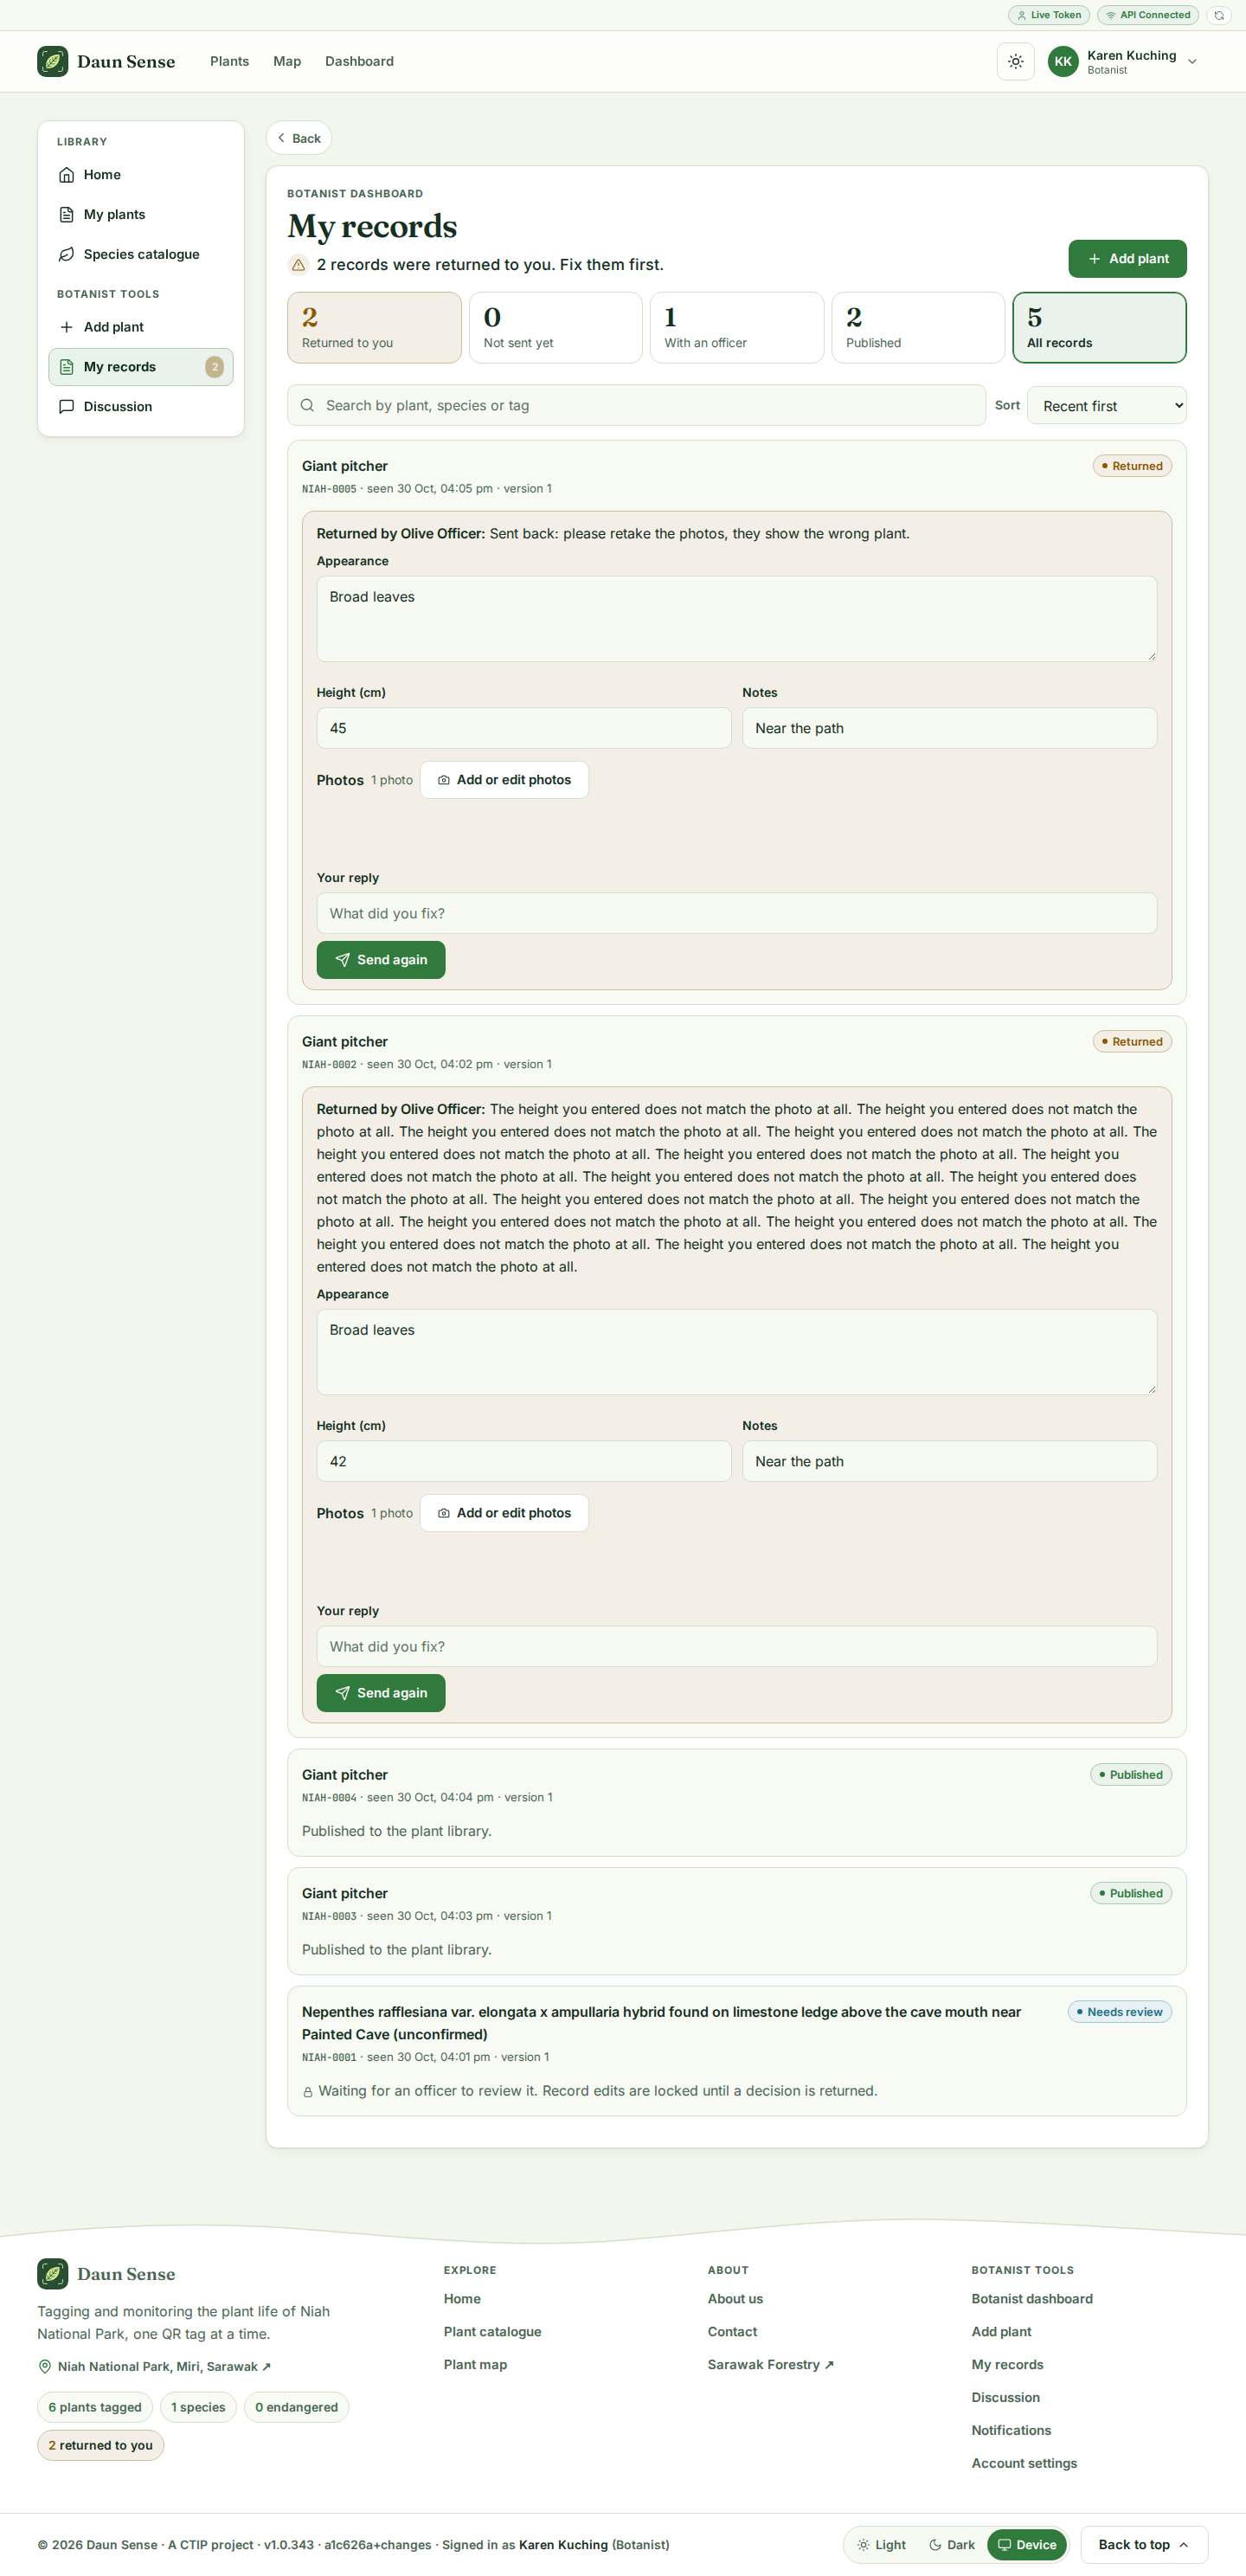 Live Token
API Connected
Daun Sense
Plants
Map
Dashboard
KK
Karen Kuching
Botanist
LIBRARY
Home
My plants
Species catalogue
BOTANIST TOOLS
Add plant
My records
2
Discussion
Back
BOTANIST DASHBOARD
My records
2 records were returned to you. Fix them first.
Add plant
2
Returned to you
0
Not sent yet
1
With an officer
2
Published
5
All records
Search by plant, species or tag
Sort
Recent first
Giant pitcher
Returned
NIAH-0005 · seen 30 Oct, 04:05 pm · version 1
Returned by Olive Officer: Sent back: please retake the photos, they show the wrong plant.
Appearance
Broad leaves
Height (cm)
Notes
45
Near the path
Photos 1 photo
Add or edit photos
Your reply
What did you fix?
Send again
Giant pitcher
Returned
NIAH-0002 · seen 30 Oct, 04:02 pm · version 1
Returned by Olive Officer: The height you entered does not match the photo at all. The height you entered does not match the
photo at all. The height you entered does not match the photo at all. The height you entered does not match the photo at all. The
height you entered does not match the photo at all. The height you entered does not match the photo at all. The height you
entered does not match the photo at all. The height you entered does not match the photo at all. The height you entered does
not match the photo at all. The height you entered does not match the photo at all. The height you entered does not match the
photo at all. The height you entered does not match the photo at all. The height you entered does not match the photo at all. The
height you entered does not match the photo at all. The height you entered does not match the photo at all. The height you
entered does not match the photo at all.
Appearance
Broad leaves
Height (cm)
Notes
42
Near the path
Photos 1 photo
Add or edit photos
Your reply
What did you fix?
Send again
Giant pitcher
Published
NIAH-0004 · seen 30 Oct, 04:04 pm · version 1
Published to the plant library.
Giant pitcher
Published
NIAH-0003 · seen 30 Oct, 04:03 pm · version 1
Published to the plant library.
Nepenthes rafflesiana var. elongata x ampullaria hybrid found on limestone ledge above the cave mouth near
Painted Cave (unconfirmed)
Needs review
NIAH-0001 · seen 30 Oct, 04:01 pm · version 1
Waiting for an officer to review it. Record edits are locked until a decision is returned.
Daun Sense
Tagging and monitoring the plant life of Niah
National Park, one QR tag at a time.
Niah National Park, Miri, Sarawak ↗
6 plants tagged
1 species
0 endangered
2 returned to you
EXPLORE
Home
Plant catalogue
Plant map
ABOUT
About us
Contact
Sarawak Forestry ↗
BOTANIST TOOLS
Botanist dashboard
Add plant
My records
Discussion
Notifications
Account settings
© 2026 Daun Sense · A CTIP project · v1.0.343 · a1c626a+changes · Signed in as Karen Kuching (Botanist)
Light
Dark
Device
Back to top